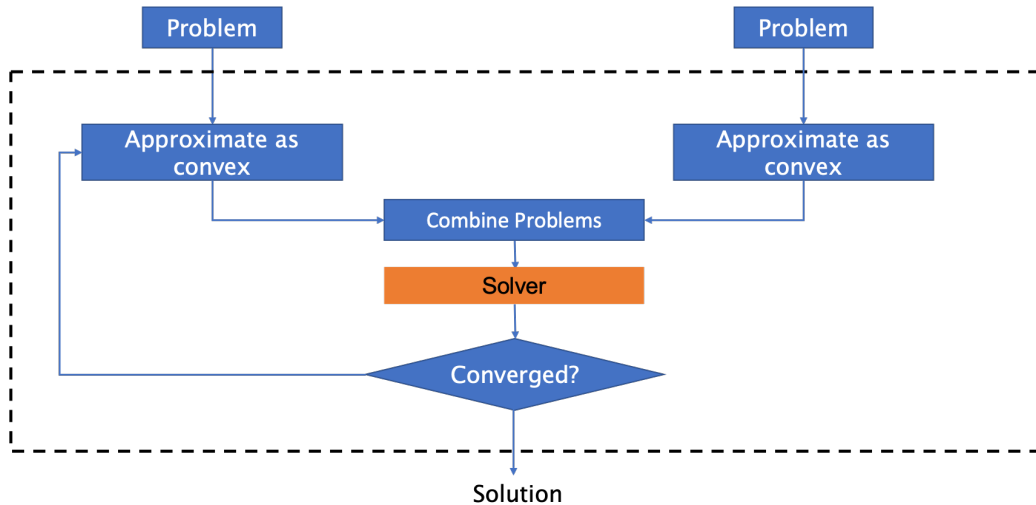 Problem
Problem
Approximate as
convex
Approximate as
convex
Combine Problems
Solver
Converged?
Solution